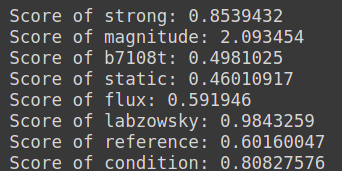 Score of strong: 0.8539432
Score of magnitude: 2.093454
Score of b7108t: 0.4981025
Score of static: 0.46010917
Score of flux: 0.591946
Score of labzowsky: 0.9843259
Score of reference: 0.60160047
Score of condition: 0.80827576